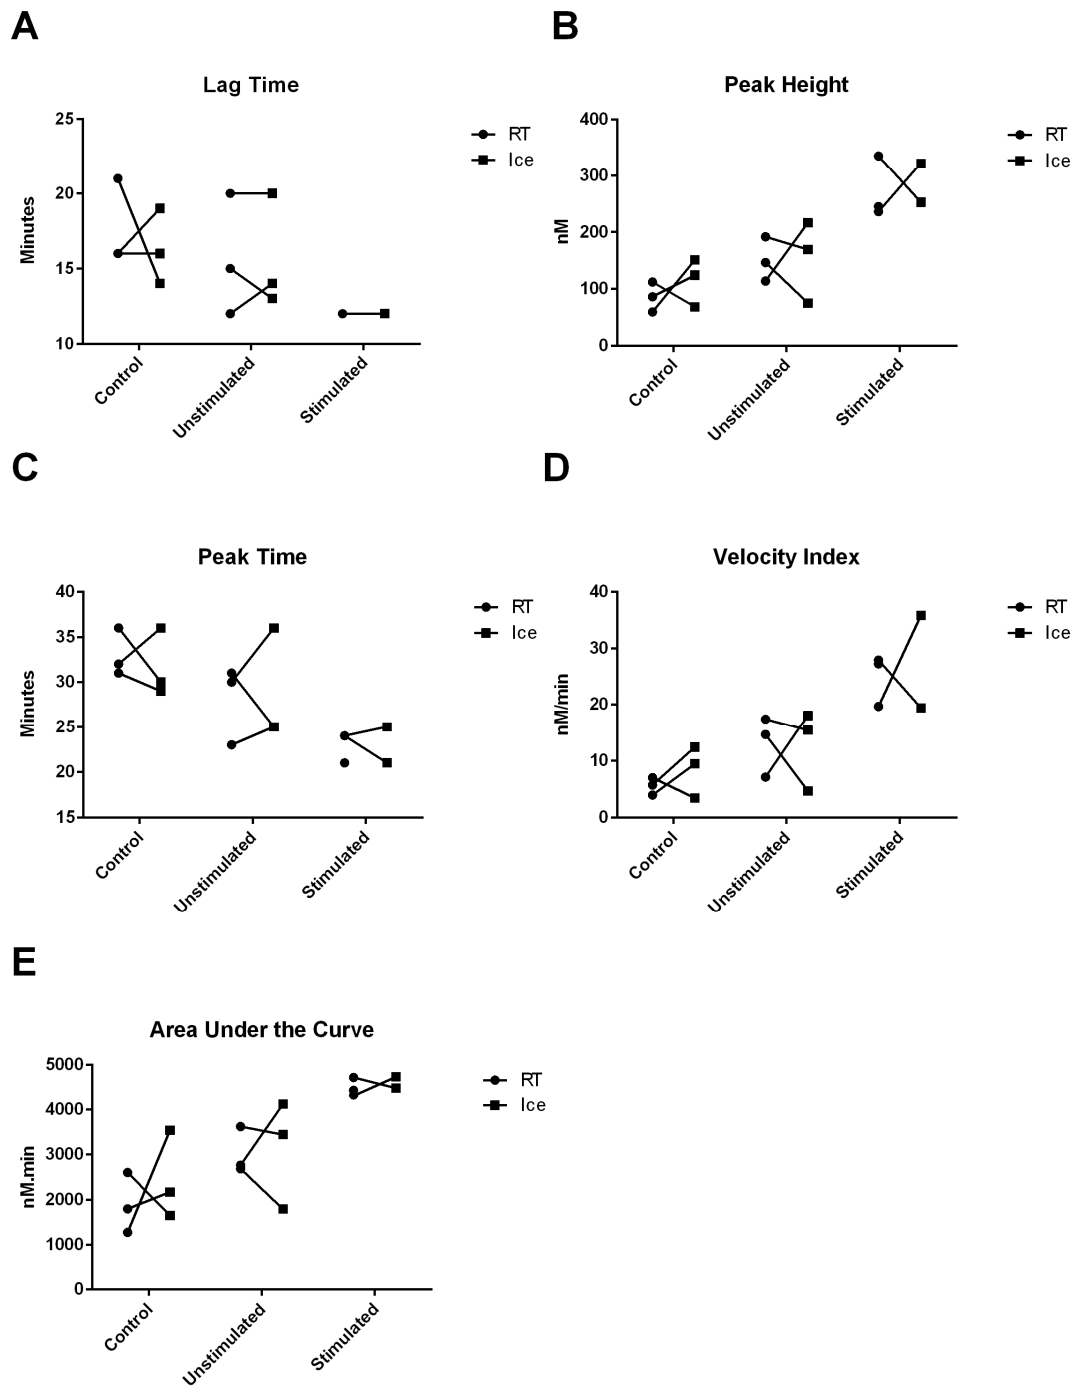 A
B
Lag Time
Peak Height
25
20
15
10
Minutes
Control
Unstimulated
Stimulated
RT
Ice
400
300
200
100
0
nM
Control
Unstimulated
Stimulated
RT
Ice
C
D
Peak Time
Velocity Index
40
35
30
25
20
15
Minutes
Control
Unstimulated
Stimulated
RT
Ice
40
30
20
10
0
nM/min
Control
Unstimulated
Stimulated
RT
Ice
E
Area Under the Curve
5000
4000
3000
2000
1000
0
nM.min
Control
Unstimulated
Stimulated
RT
Ice